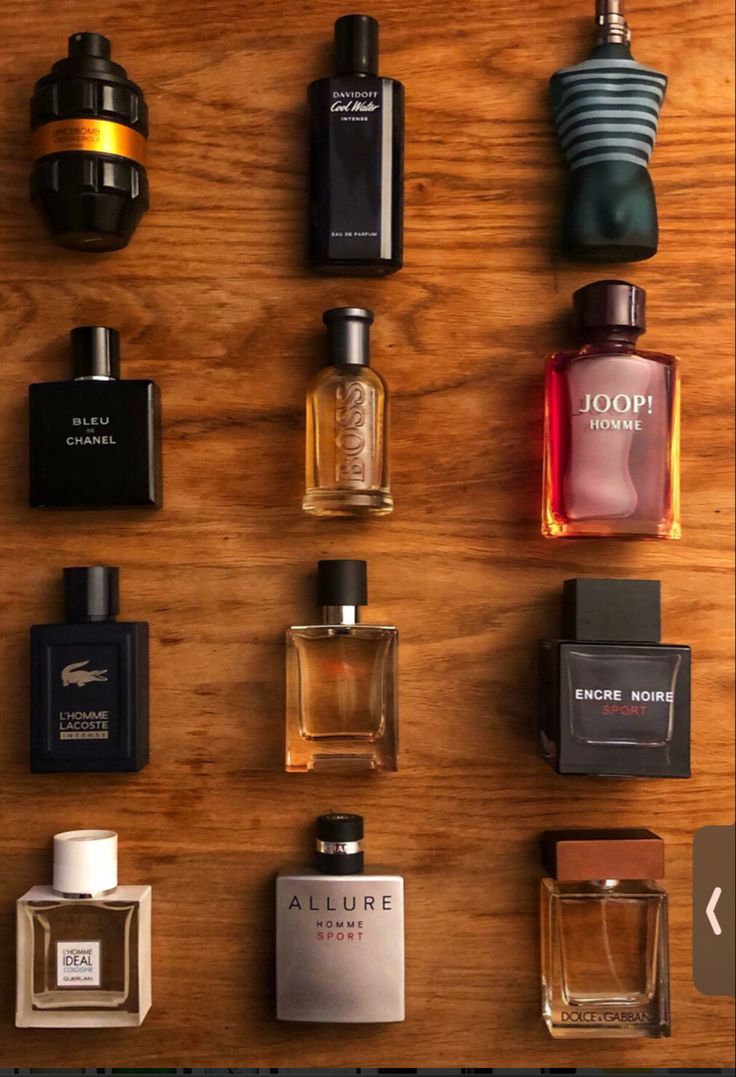 SPICEBOMB
DAVIDOFF
Cool Water
INTENSE
EAU DE PARFUM
BLEU
DE
CHANEL
BOSS
JOOP!
HOMME
L'HOMME
LACOSTE
INTENSE
ENCRE NOIRE
SPORT
L'HOMME
IDEAL
COLOGNE
GUERLAIN
ALLURE
HOMME
SPORT
DOLCE & GABBANA